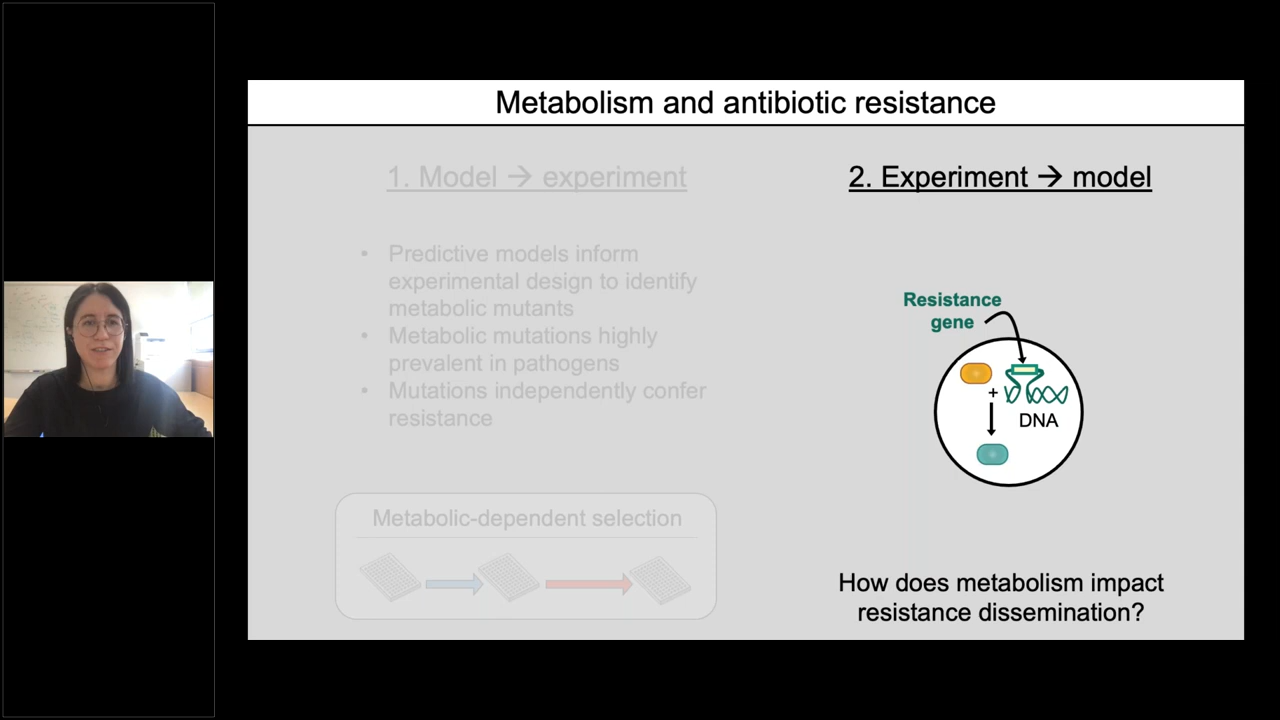 Metabolism and antibiotic resistance
1. Model → experiment
• Predictive models inform
experimental design to identify
metabolic mutants
• Metabolic mutations highly
prevalent in pathogens
• Mutations independently confer
resistance
Metabolic-dependent selection
2. Experiment → model
Resistance
gene
+
DNA
How does metabolism impact
resistance dissemination?